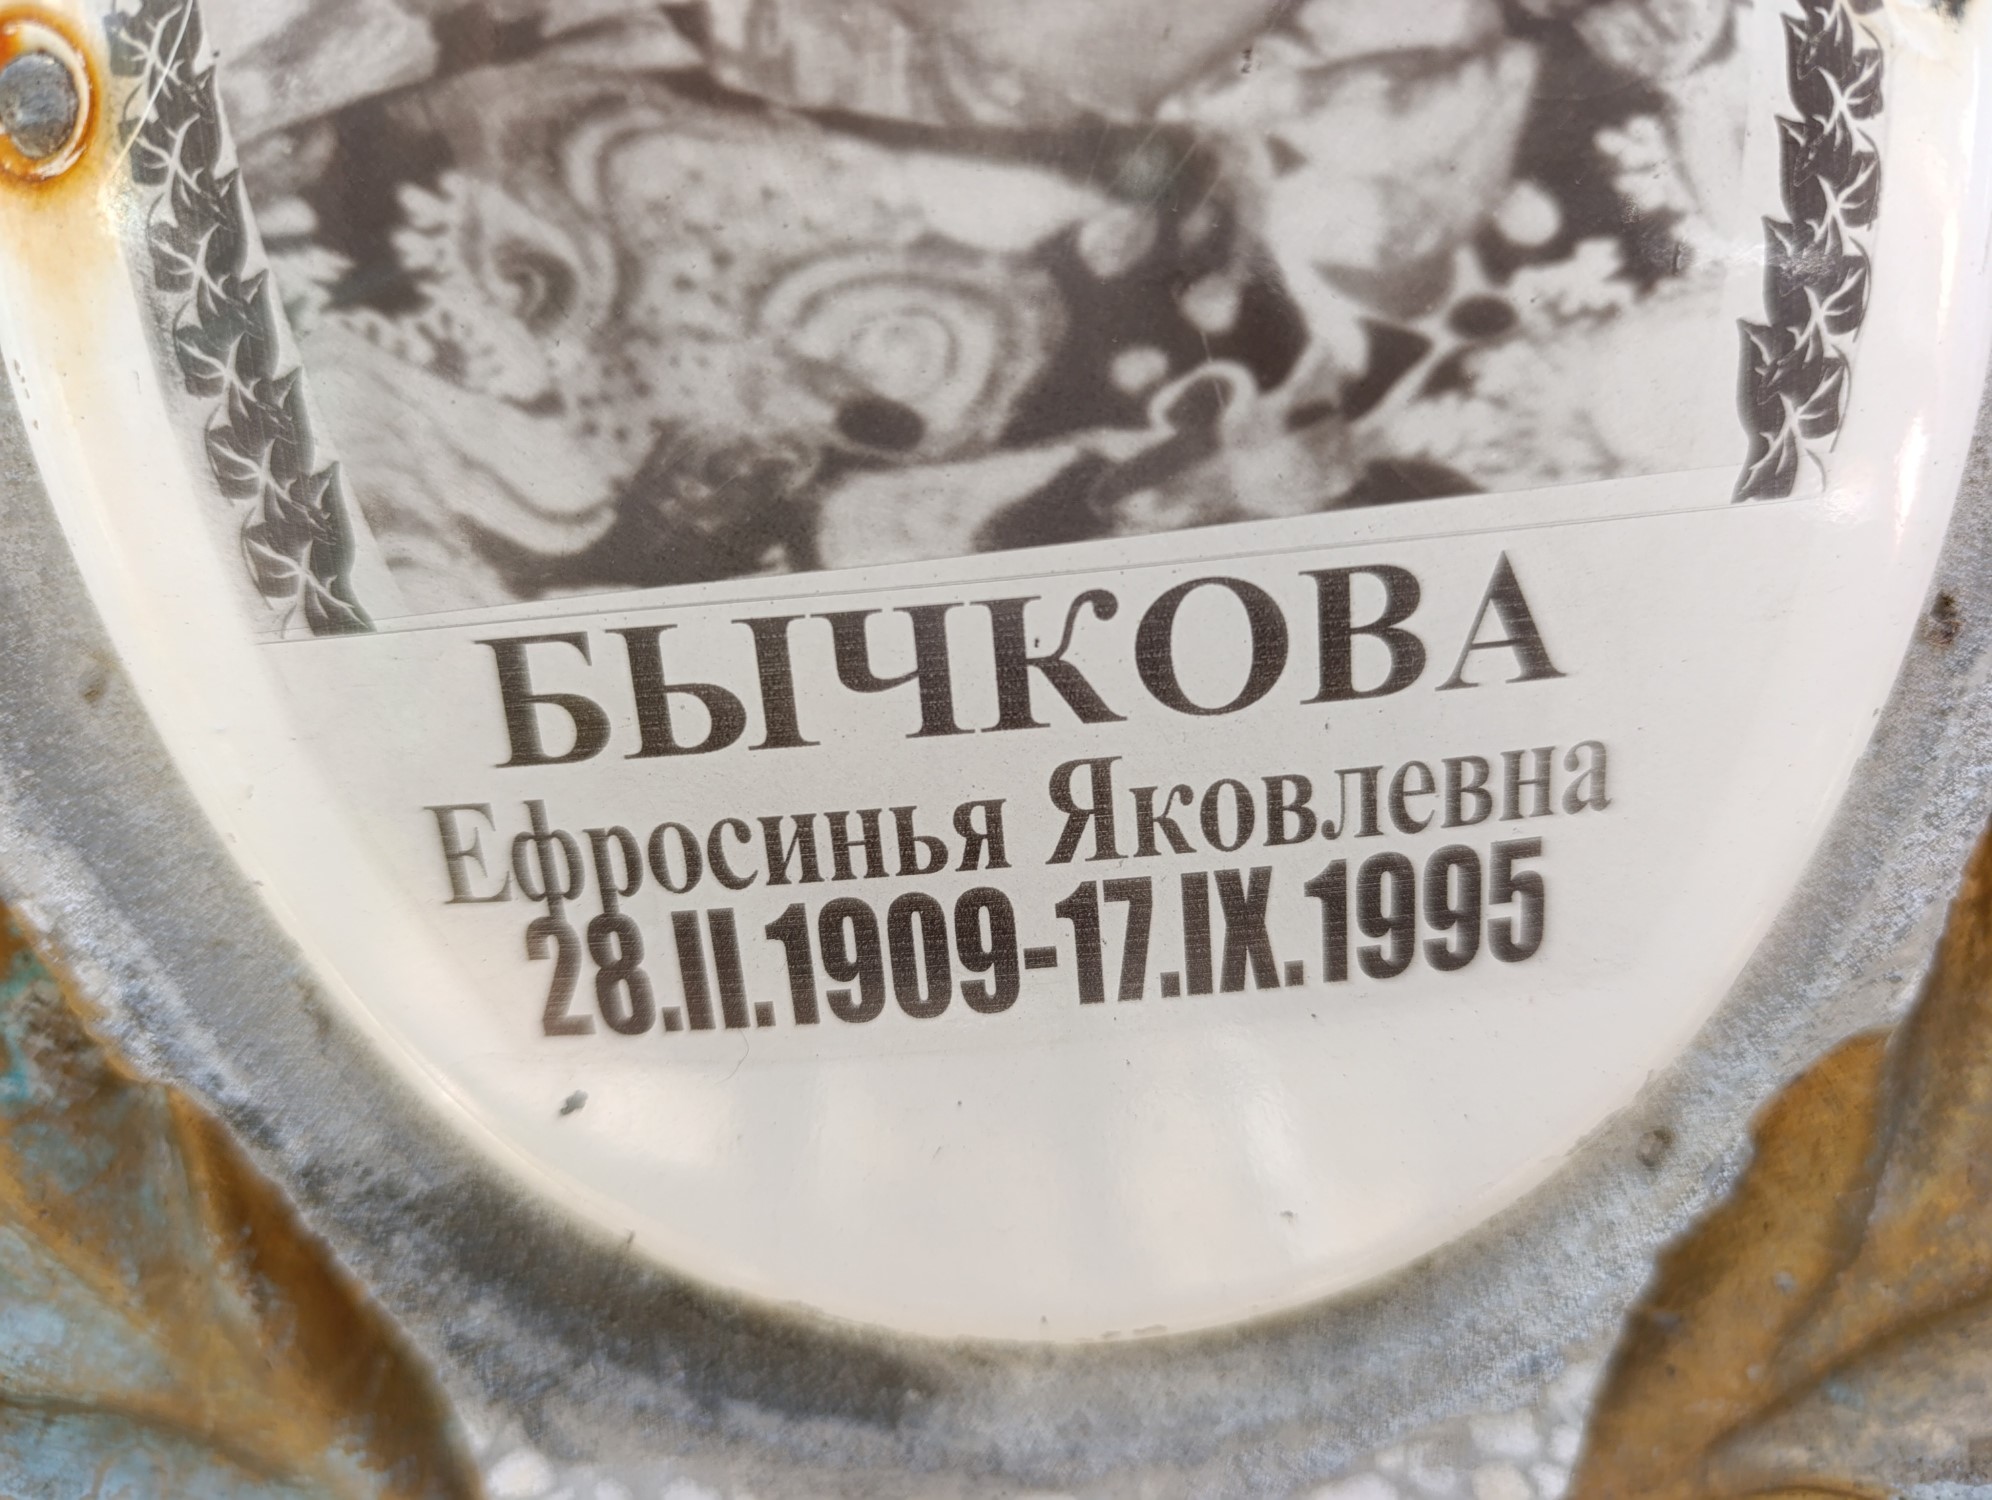 БЫЧКОВА
Ефросинья Яковлевна
28.II.1909-17.IX.1995